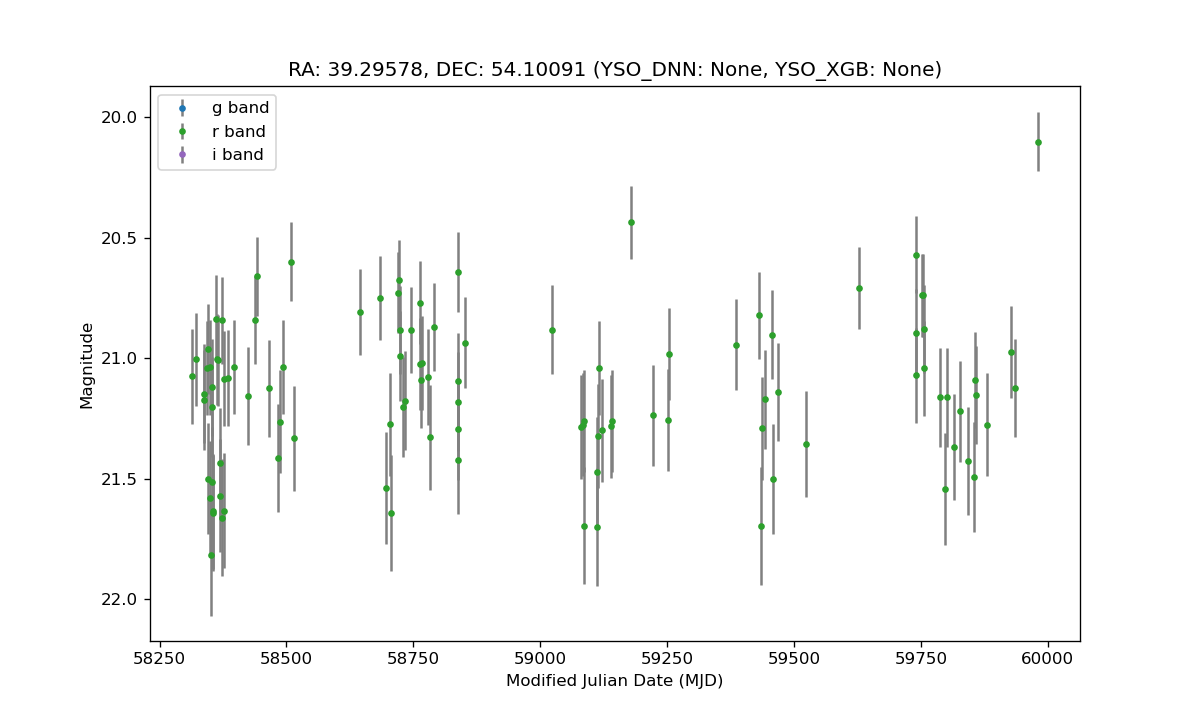 RA: 39.29578, DEC: 54.10091 (YSO_DNN: None, YSO_XGB: None)
g band
r band
i band
20.0
20.5
21.0
21.5
22.0
Magnitude
58250 58500 58750 59000 59250 59500 59750 60000
Modified Julian Date (MJD)